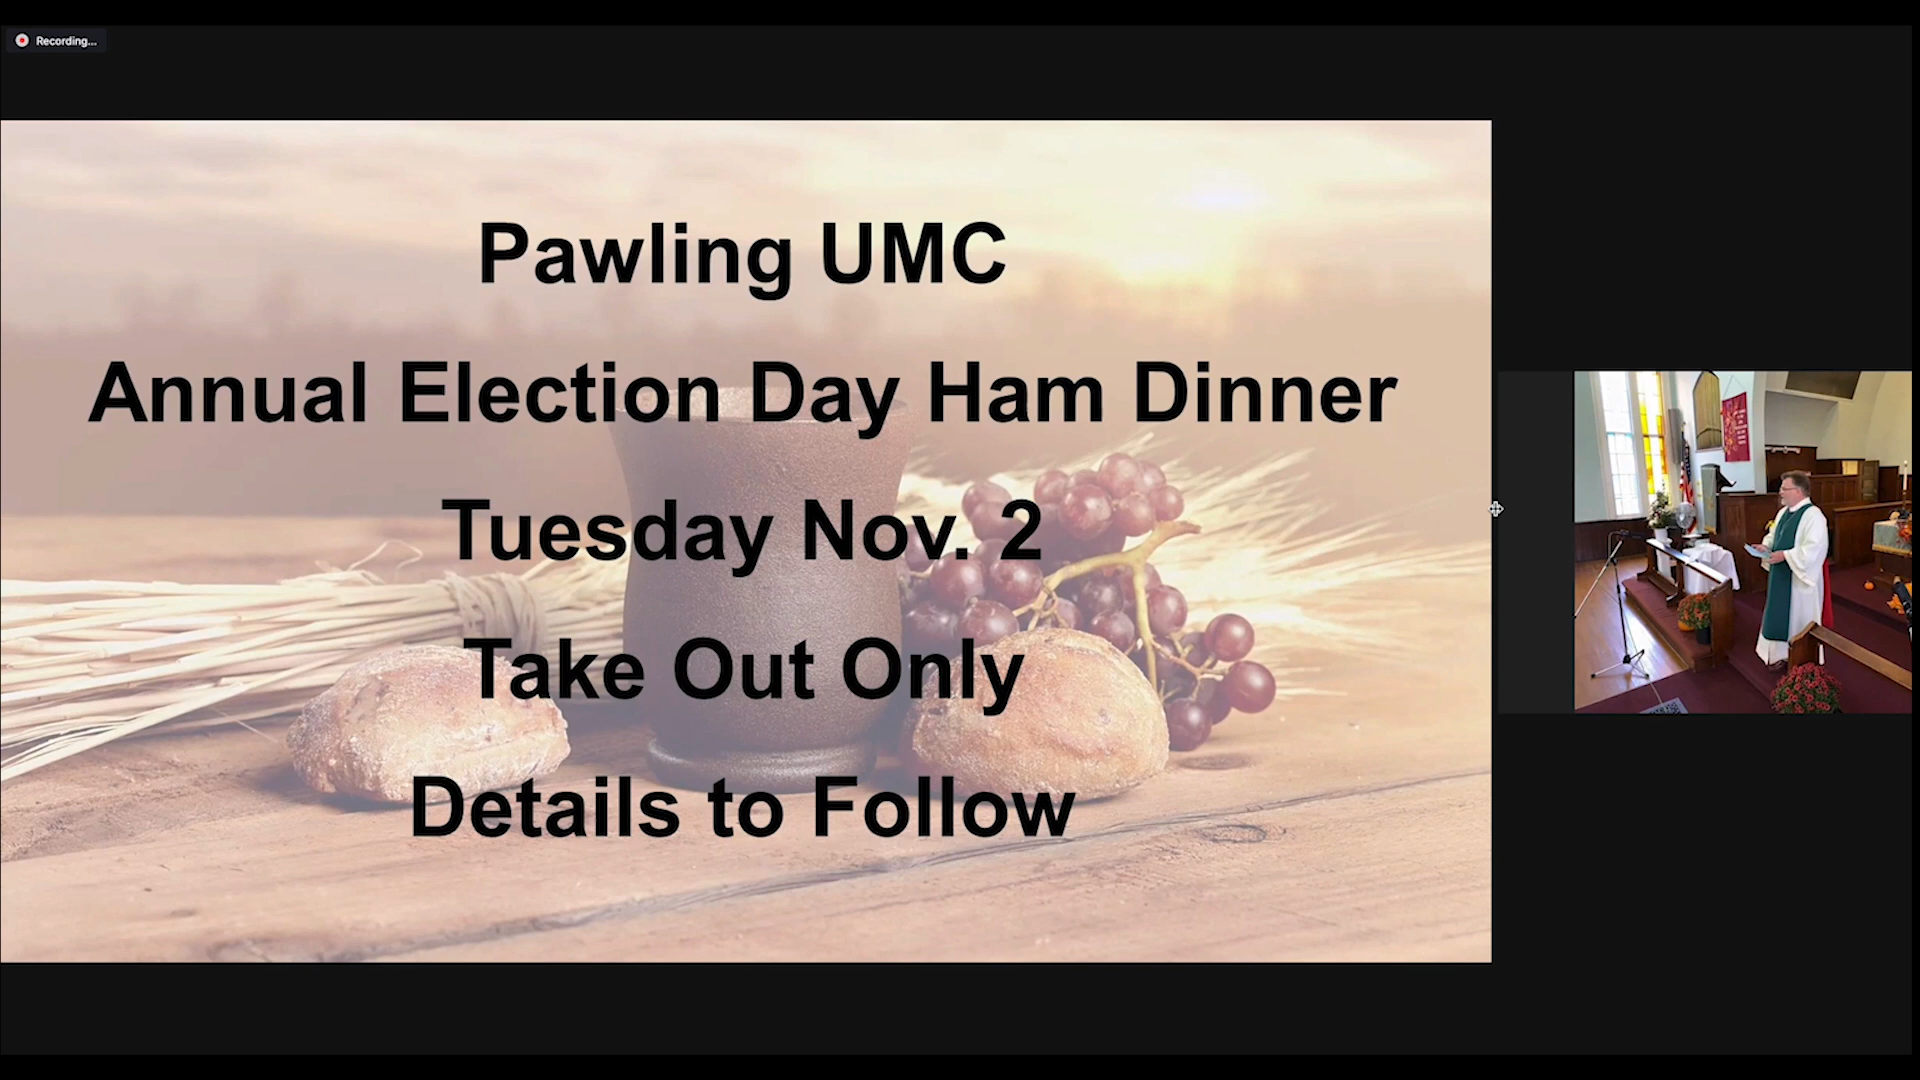 Recording...
Pawling UMC
Annual Election Day Ham Dinner
Tuesday Nov. 2
Take Out Only
Details to Follow